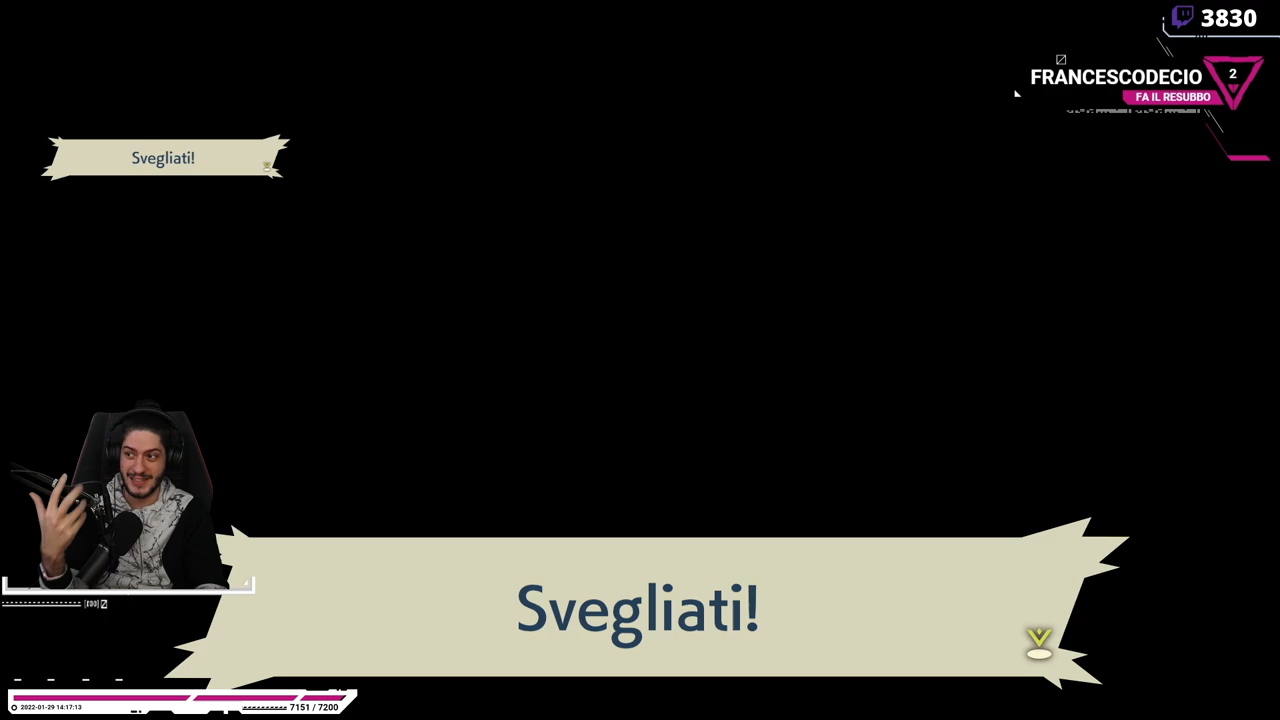 3830
FRANCESCODECIO
2
FA IL RESUBBO
Svegliati!
Svegliati!
2022-01-29 14:17:13
7151 / 7200